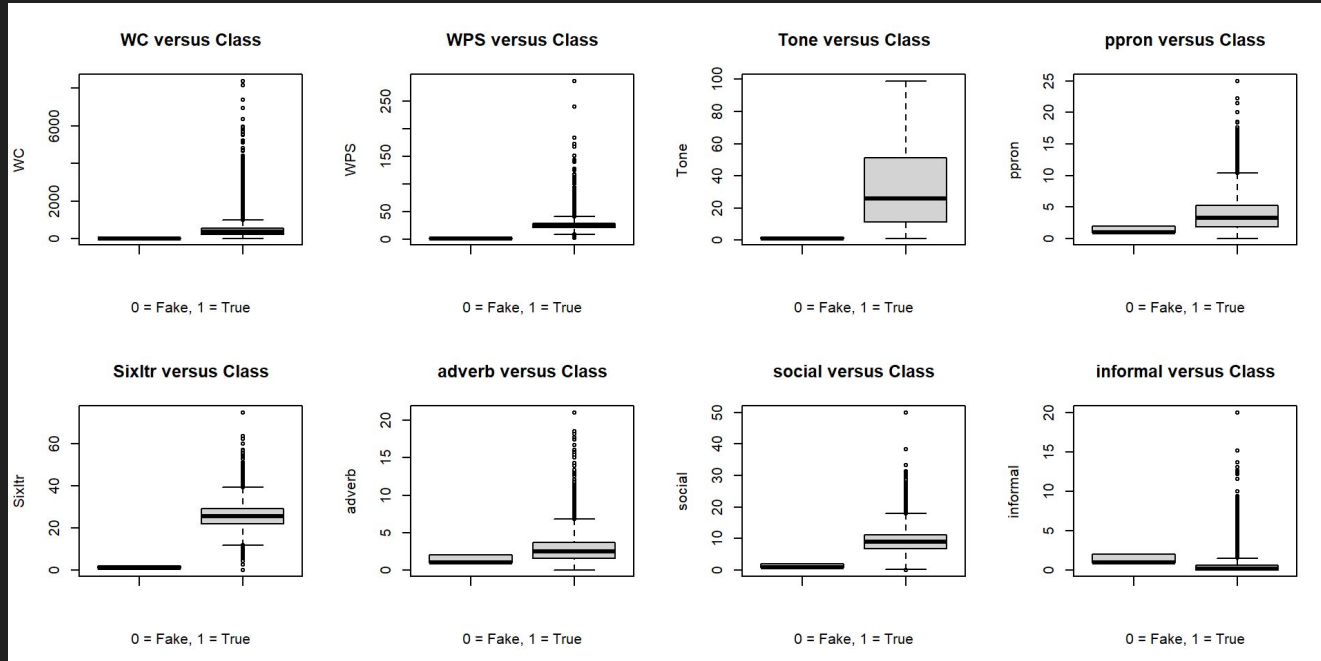 WC versus Class
WPS versus Class
Tone versus Class
ppron versus Class
WC
0
2000
6000
0 = Fake, 1 = True
WPS
0
50
150
250
0 = Fake, 1 = True
Tone
0
20
40
60
80
100
0 = Fake, 1 = True
ppron
0
5
10
15
20
25
0 = Fake, 1 = True
Sixltr versus Class
adverb versus Class
social versus Class
informal versus Class
Sixltr
0
20
40
60
0 = Fake, 1 = True
adverb
0
5
10
15
20
0 = Fake, 1 = True
social
0
10
20
30
40
50
0 = Fake, 1 = True
informal
0
5
10
15
20
0 = Fake, 1 = True